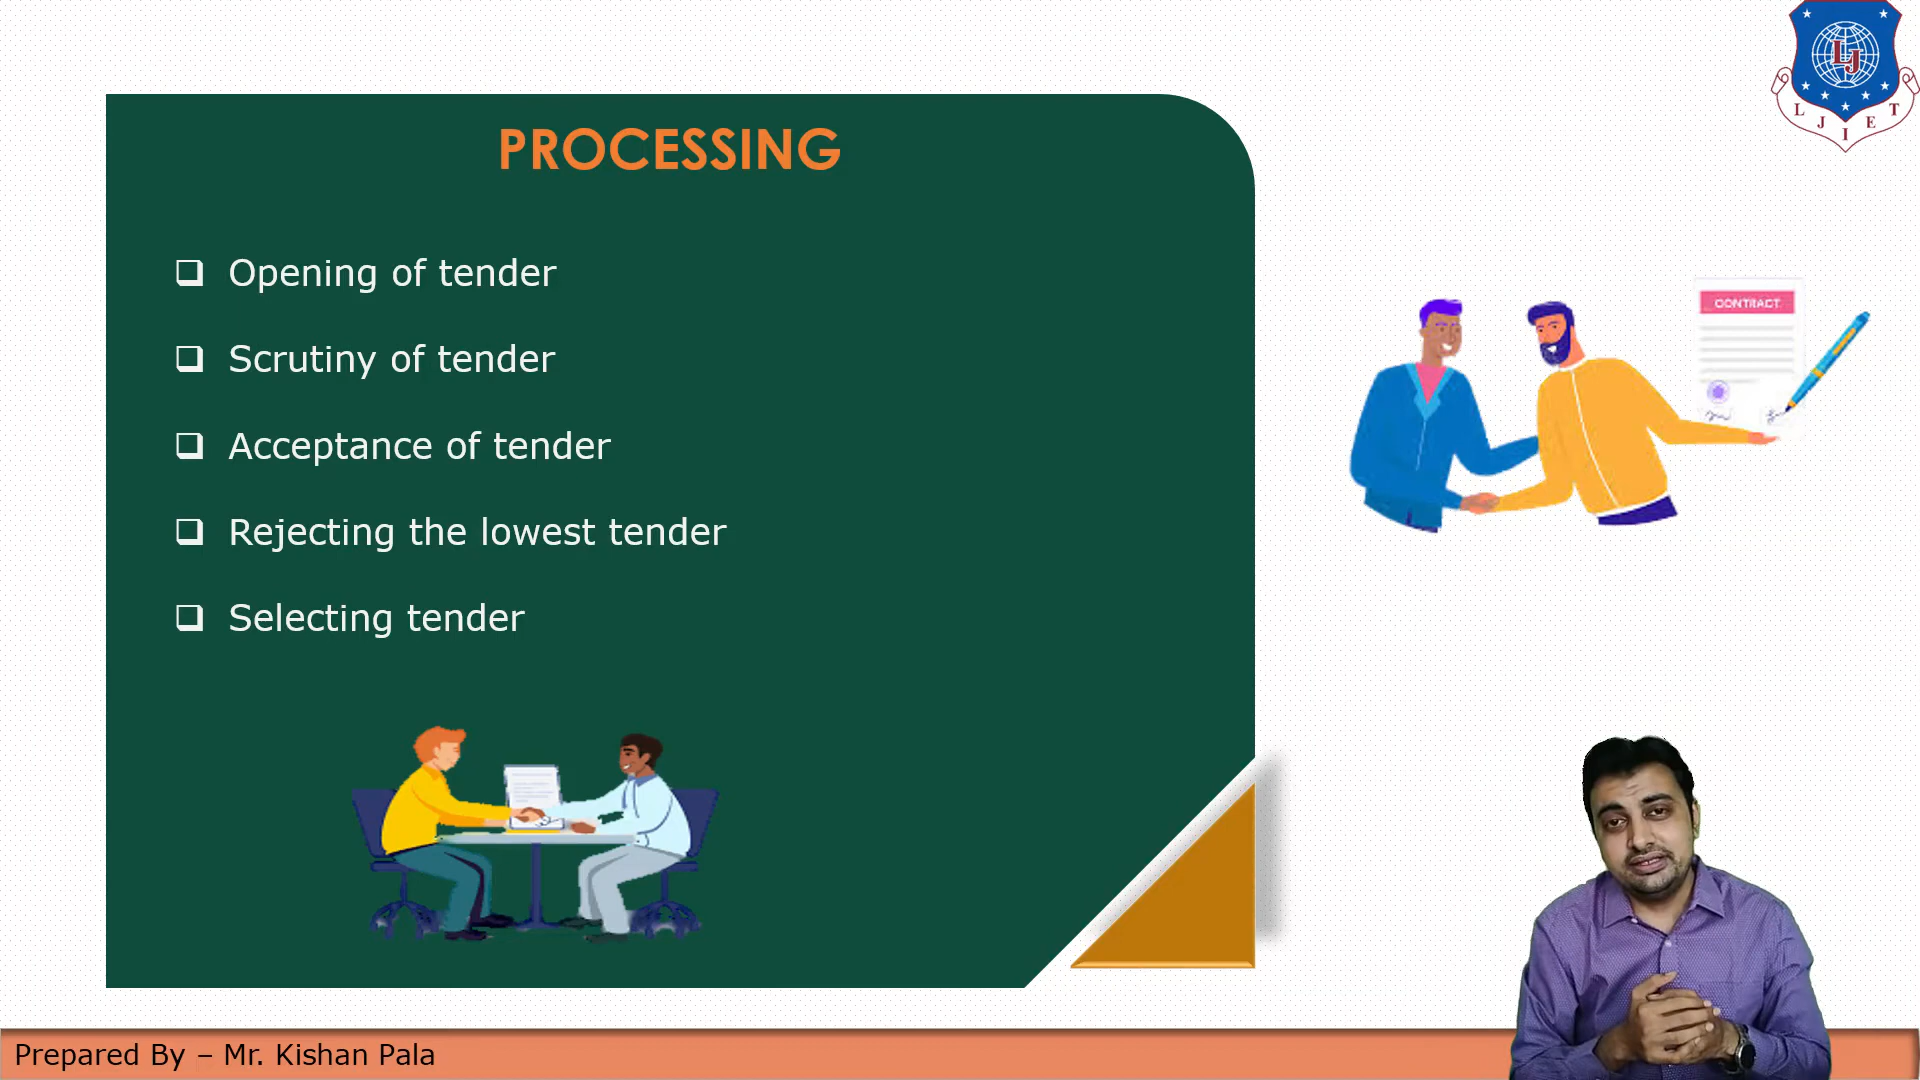 PROCESSING
❑ Opening of tender
❑ Scrutiny of tender
❑ Acceptance of tender
❑ Rejecting the lowest tender
❑ Selecting tender
CONTRACT
LJ
L J I E T
Prepared By – Mr. Kishan Pala